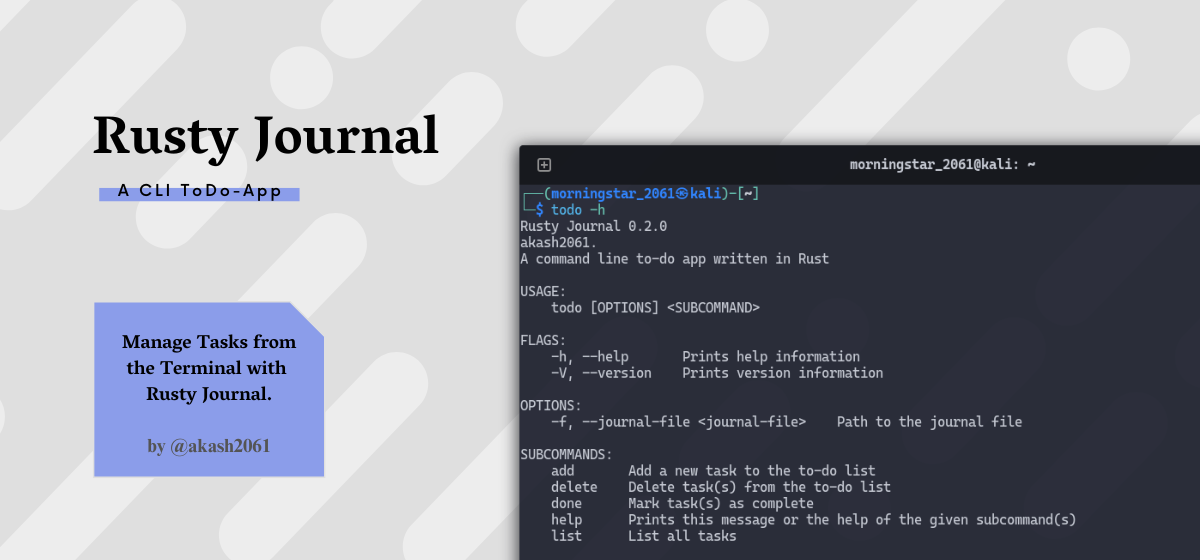 Rusty Journal
A CLI ToDo-App
Manage Tasks from
the Terminal with
Rusty Journal.
by @akash2061
morningstar_2061@kali: ~
┌──(morningstar_2061㉿kali)-[~]
└─$ todo -h
Rusty Journal 0.2.0
akash2061.
A command line to-do app written in Rust

USAGE:
    todo [OPTIONS] <SUBCOMMAND>

FLAGS:
    -h, --help       Prints help information
    -V, --version    Prints version information

OPTIONS:
    -f, --journal-file <journal-file>    Path to the journal file

SUBCOMMANDS:
    add       Add a new task to the to-do list
    delete    Delete task(s) from the to-do list
    done      Mark task(s) as complete
    help      Prints this message or the help of the given subcommand(s)
    list      List all tasks